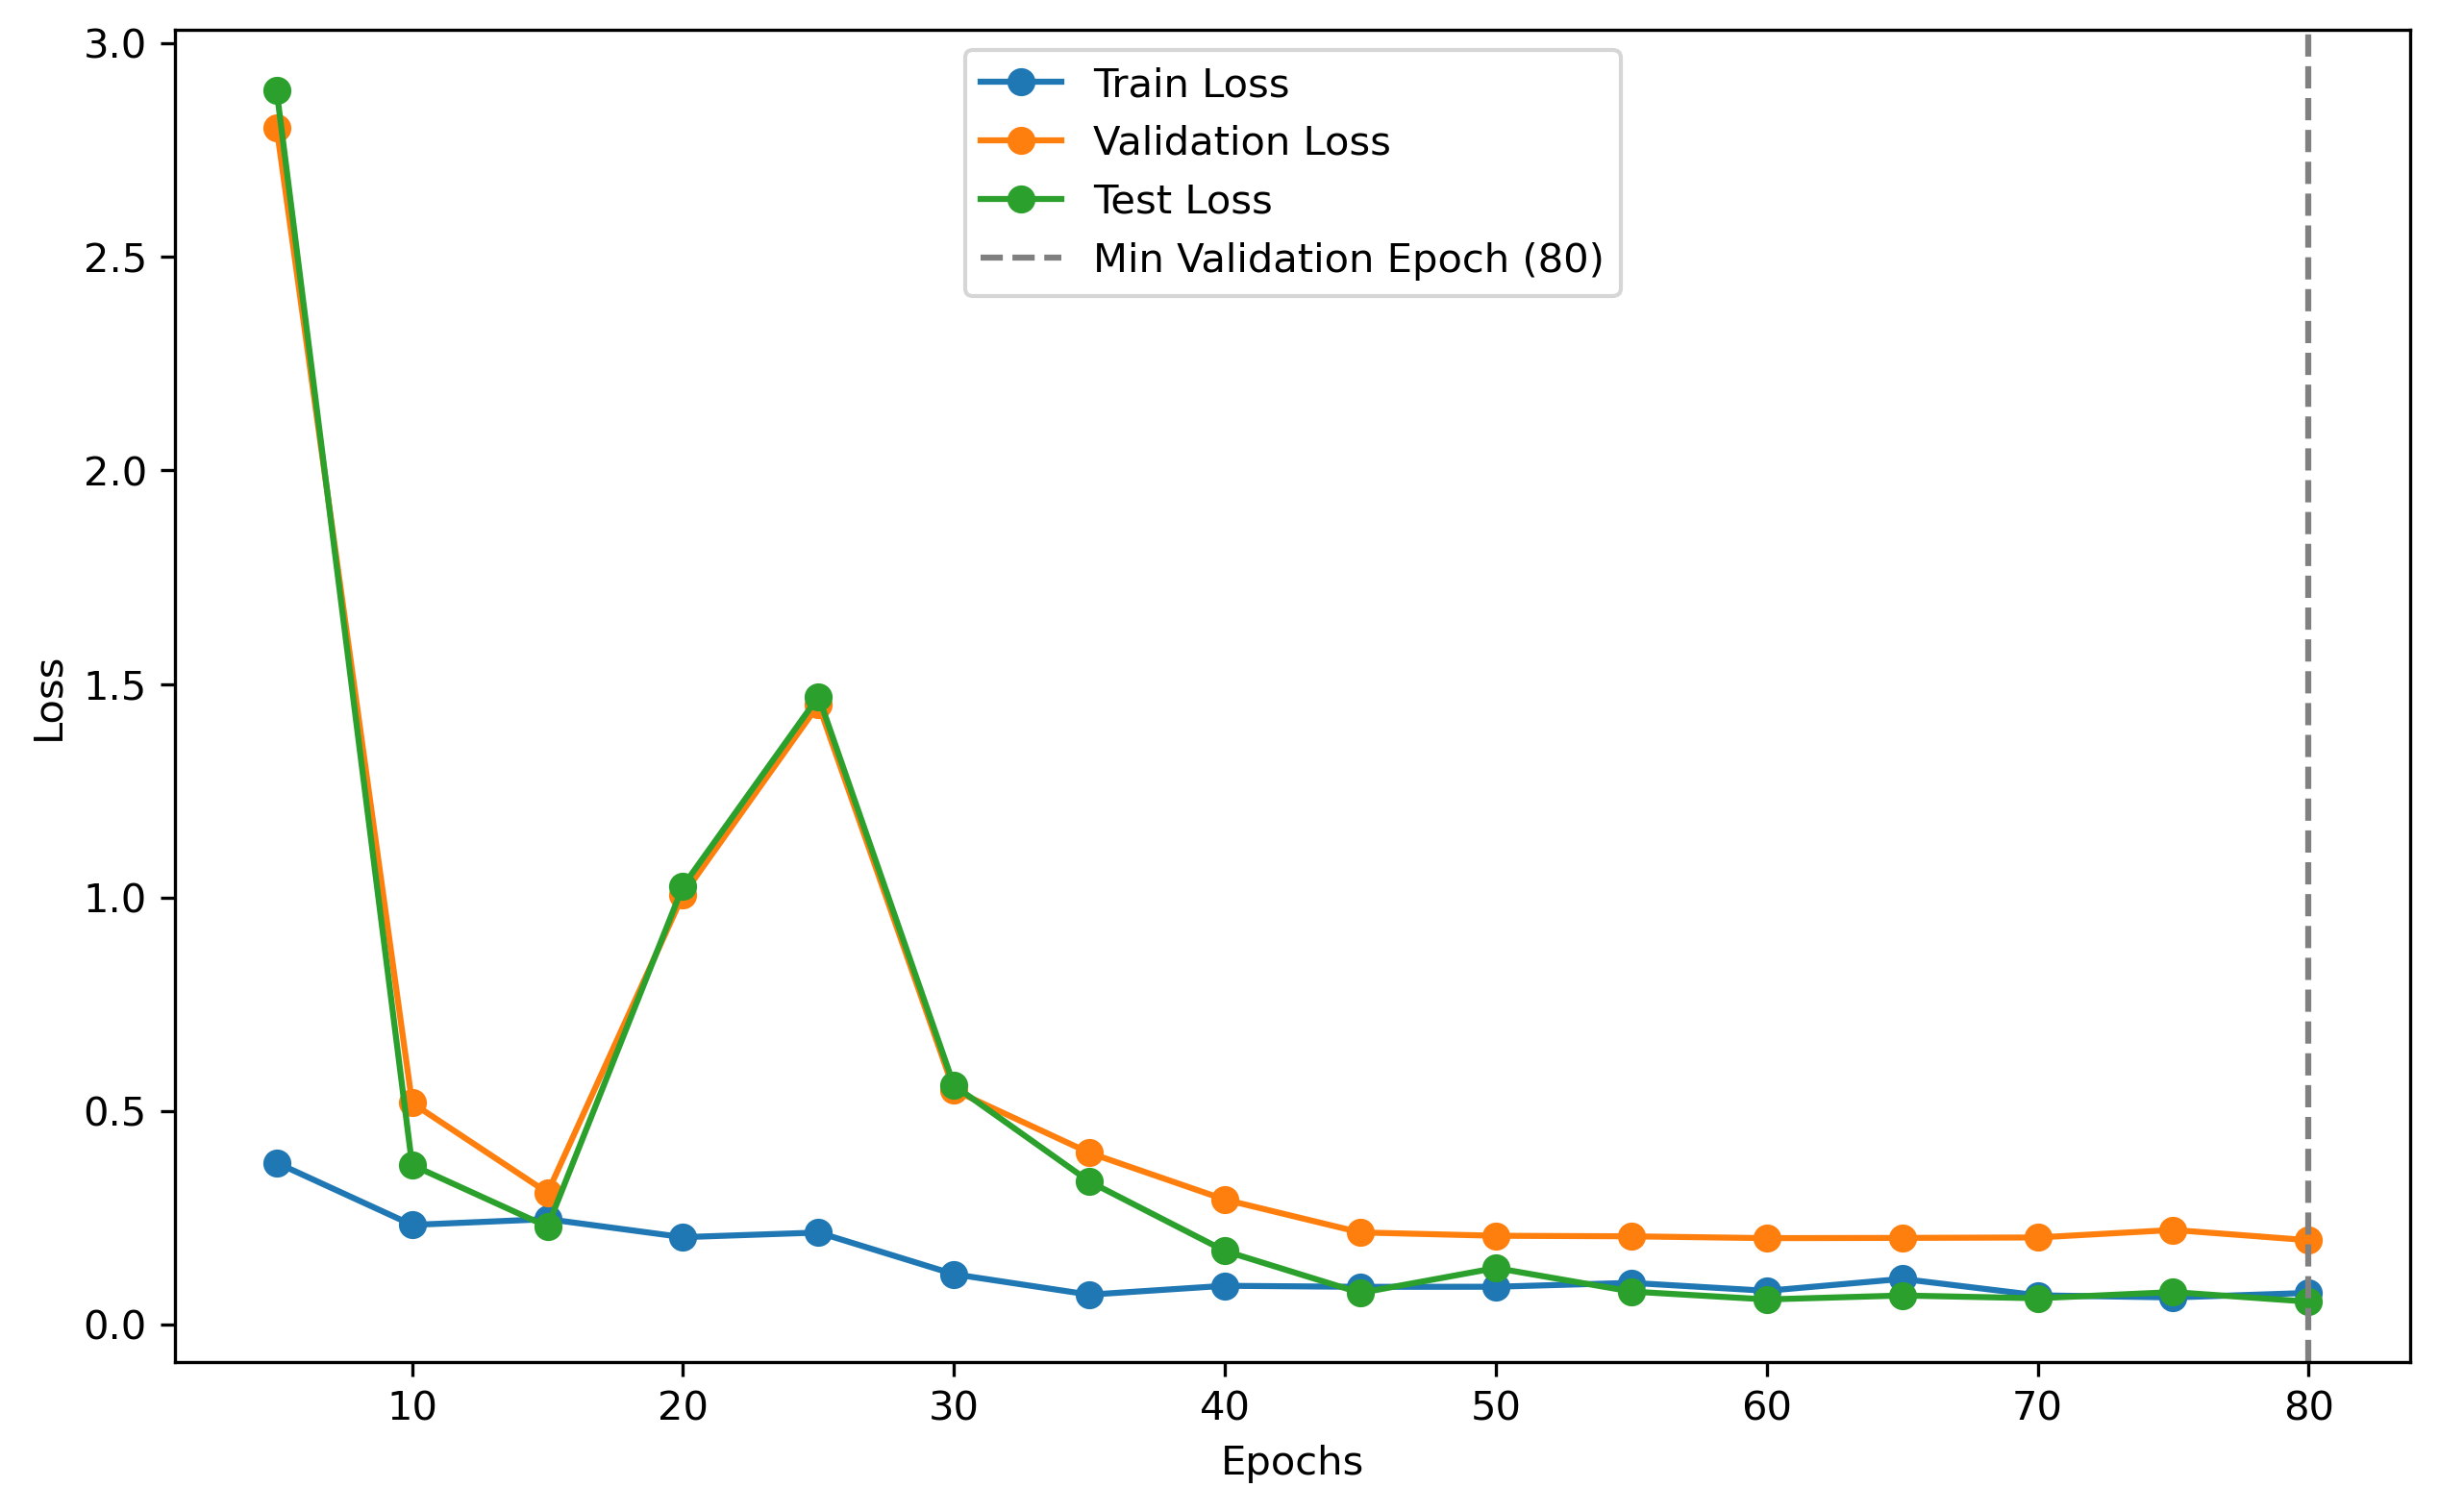 3.0
2.5
2.0
1.5
1.0
0.5
0.0
Loss
Train Loss
Validation Loss
Test Loss
Min Validation Epoch (80)
10 20 30 40 50 60 70 80
Epochs